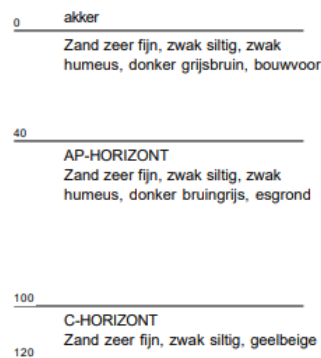 0 akker
Zand zeer fijn, zwak siltig, zwak
humeus, donker grijsbruin, bouwvoor
40
AP-HORIZONT
Zand zeer fijn, zwak siltig, zwak
humeus, donker bruingrijs, esgrond
100
C-HORIZONT
Zand zeer fijn, zwak siltig, geelbeige
120